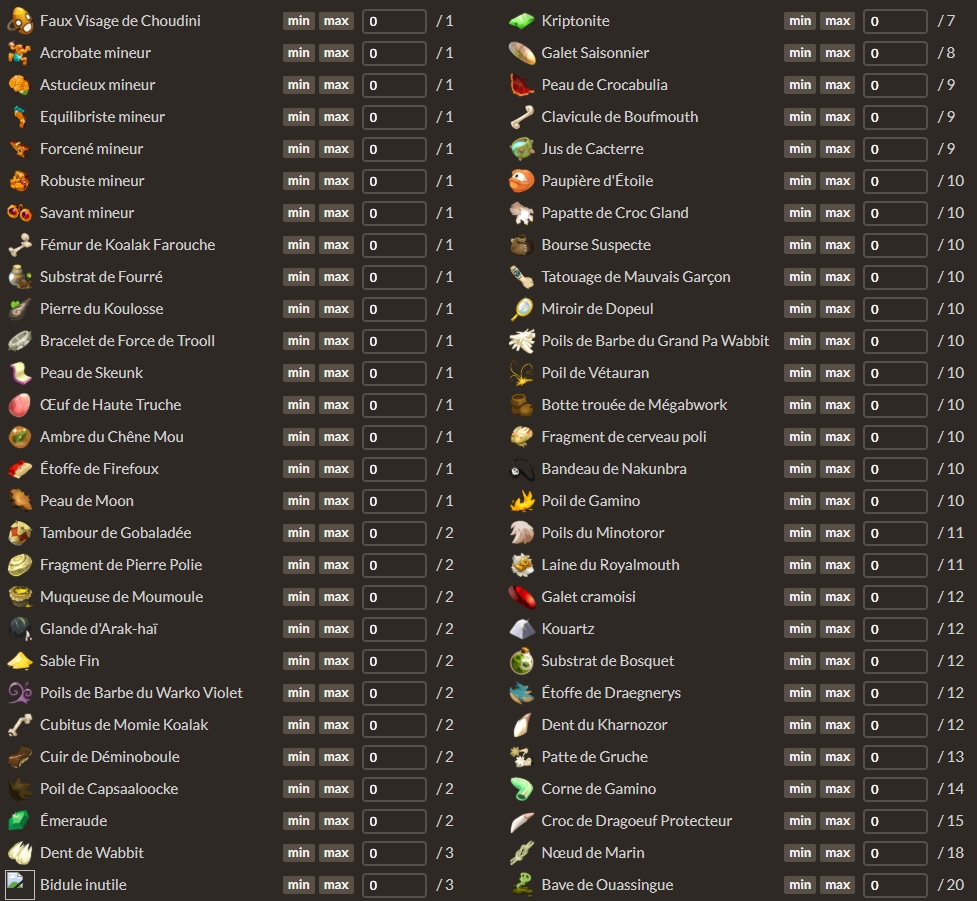 Faux Visage de Choudini min max 0 / 1
Acrobate mineur min max 0 / 1
Astucieux mineur min max 0 / 1
Equilibriste mineur min max 0 / 1
Forcené mineur min max 0 / 1
Robuste mineur min max 0 / 1
Savant mineur min max 0 / 1
Fémur de Koalak Farouche min max 0 / 1
Substrat de Fourré min max 0 / 1
Pierre du Koulosse min max 0 / 1
Bracelet de Force de Trooll min max 0 / 1
Peau de Skeunk min max 0 / 1
Œuf de Haute Truche min max 0 / 1
Ambre du Chêne Mou min max 0 / 1
Étoffe de Firefoux min max 0 / 1
Peau de Moon min max 0 / 1
Tambour de Gobaladée min max 0 / 2
Fragment de Pierre Polie min max 0 / 2
Muqueuse de Moumoule min max 0 / 2
Glande d'Arak-haï min max 0 / 2
Sable Fin min max 0 / 2
Poils de Barbe du Warko Violet min max 0 / 2
Cubitus de Momie Koalak min max 0 / 2
Cuir de Déminoboule min max 0 / 2
Poil de Capsaaloocke min max 0 / 2
Émeraude min max 0 / 2
Dent de Wabbit min max 0 / 3
Bidule inutile min max 0 / 3
Kriptonite min max 0 / 7
Galet Saisonnier min max 0 / 8
Peau de Crocabulia min max 0 / 9
Clavicule de Boufmouth min max 0 / 9
Jus de Cacterre min max 0 / 9
Paupière d'Étoile min max 0 / 10
Papatte de Croc Gland min max 0 / 10
Bourse Suspecte min max 0 / 10
Tatouage de Mauvais Garçon min max 0 / 10
Miroir de Dopeul min max 0 / 10
Poils de Barbe du Grand Pa Wabbit min max 0 / 10
Poil de Vétauran min max 0 / 10
Botte trouée de Mégabwork min max 0 / 10
Fragment de cerveau poli min max 0 / 10
Bandeau de Nakunbra min max 0 / 10
Poil de Gamino min max 0 / 10
Poils du Minotoror min max 0 / 11
Laine du Royalmouth min max 0 / 11
Galet cramoisi min max 0 / 12
Kouartz min max 0 / 12
Substrat de Bosquet min max 0 / 12
Étoffe de Draegnerys min max 0 / 12
Dent du Kharnozor min max 0 / 12
Patte de Gruche min max 0 / 13
Corne de Gamino min max 0 / 14
Croc de Dragoeuf Protecteur min max 0 / 15
Nœud de Marin min max 0 / 18
Bave de Ouassingue min max 0 / 20